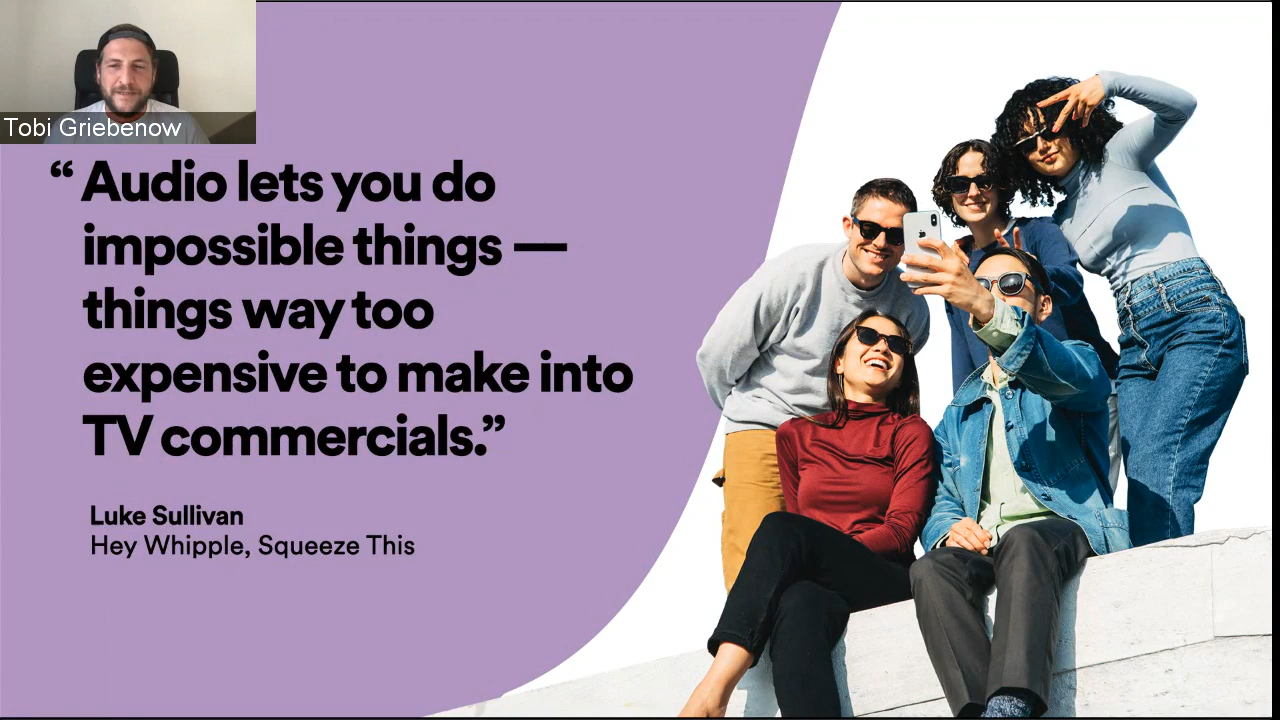 Tobi Griebenow
“ Audio lets you do
impossible things —
things way too
expensive to make into
TV commercials.”
Luke Sullivan
Hey Whipple, Squeeze This